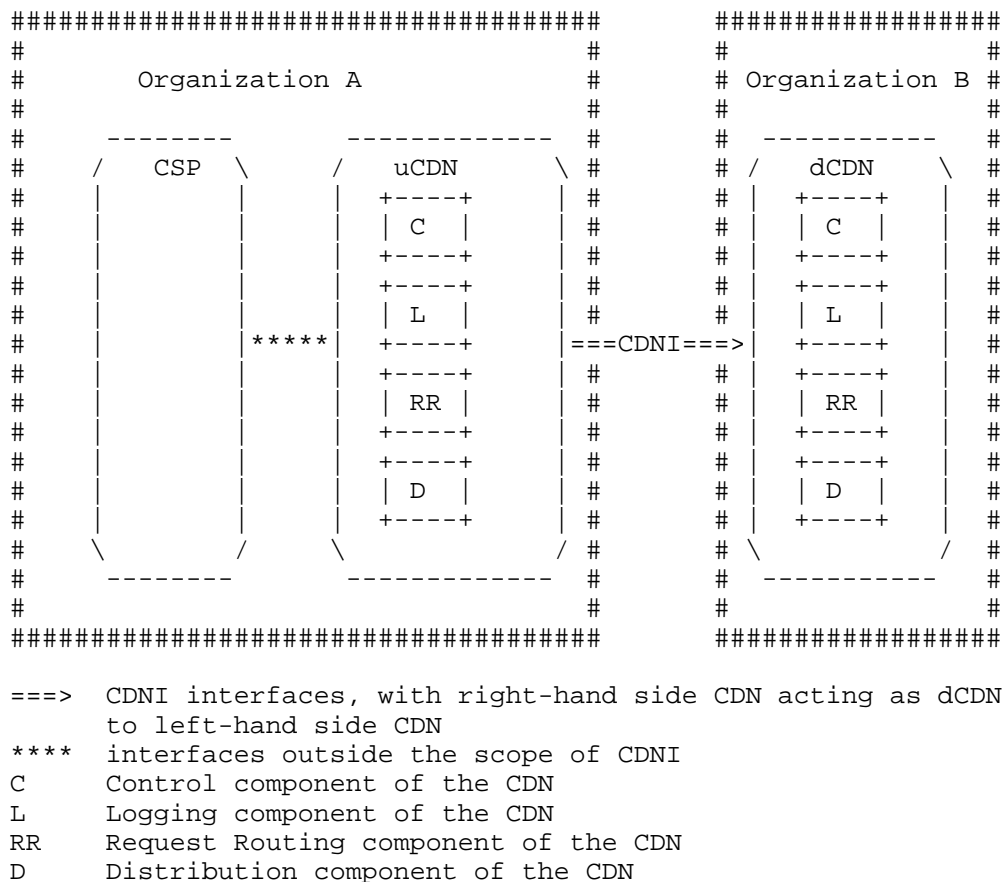 #####################################     ##################
#                                   #     #                #
#       Organization A              #     # Organization B #
#                                   #     #                #
#     --------       -------------  #     #  -----------   #
#    /   CSP  \     /   uCDN      \ #     # /   dCDN    \  #
#    |        |     |  +----+     | #     # |  +----+   |  #
#    |        |     |  | C  |     | #     # |  | C  |   |  #
#    |        |     |  +----+     | #     # |  +----+   |  #
#    |        |     |  +----+     | #     # |  +----+   |  #
#    |        |     |  | L  |     | #     # |  | L  |   |  #
#    |        |*****|  +----+     |===CDNI===>|  +----+   |  #
#    |        |     |  +----+     | #     # |  +----+   |  #
#    |        |     |  | RR |     | #     # |  | RR |   |  #
#    |        |     |  +----+     | #     # |  +----+   |  #
#    |        |     |  +----+     | #     # |  +----+   |  #
#    |        |     |  | D  |     | #     # |  | D  |   |  #
#    |        |     |  +----+     | #     # |  +----+   |  #
#    \        /     \             / #     # \           /  #
#     --------       -------------  #     #  -----------   #
#                                   #     #                #
#####################################     ##################
===>  CDNI interfaces, with right-hand side CDN acting as dCDN
to left-hand side CDN
****  interfaces outside the scope of CDNI
C     Control component of the CDN
L     Logging component of the CDN
RR    Request Routing component of the CDN
D     Distribution component of the CDN